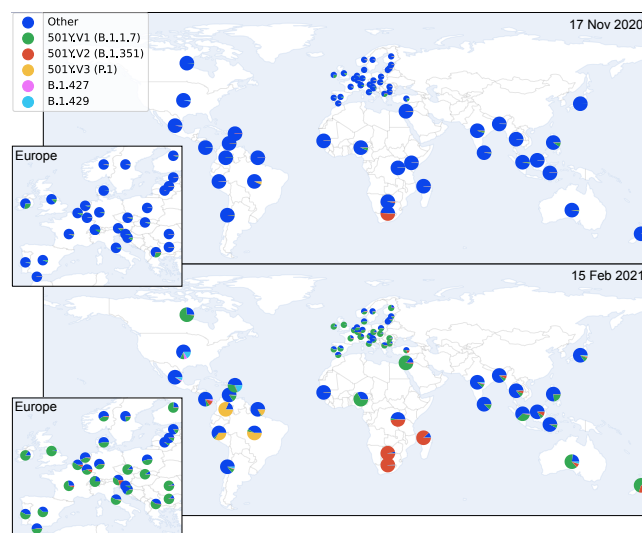 Other
501Y.V1 (B.1.1.7)
501Y.V2 (B.1.351)
501Y.V3 (P.1)
B.1.427
B.1.429
17 Nov 2020
Europe
15 Feb 2021
Europe